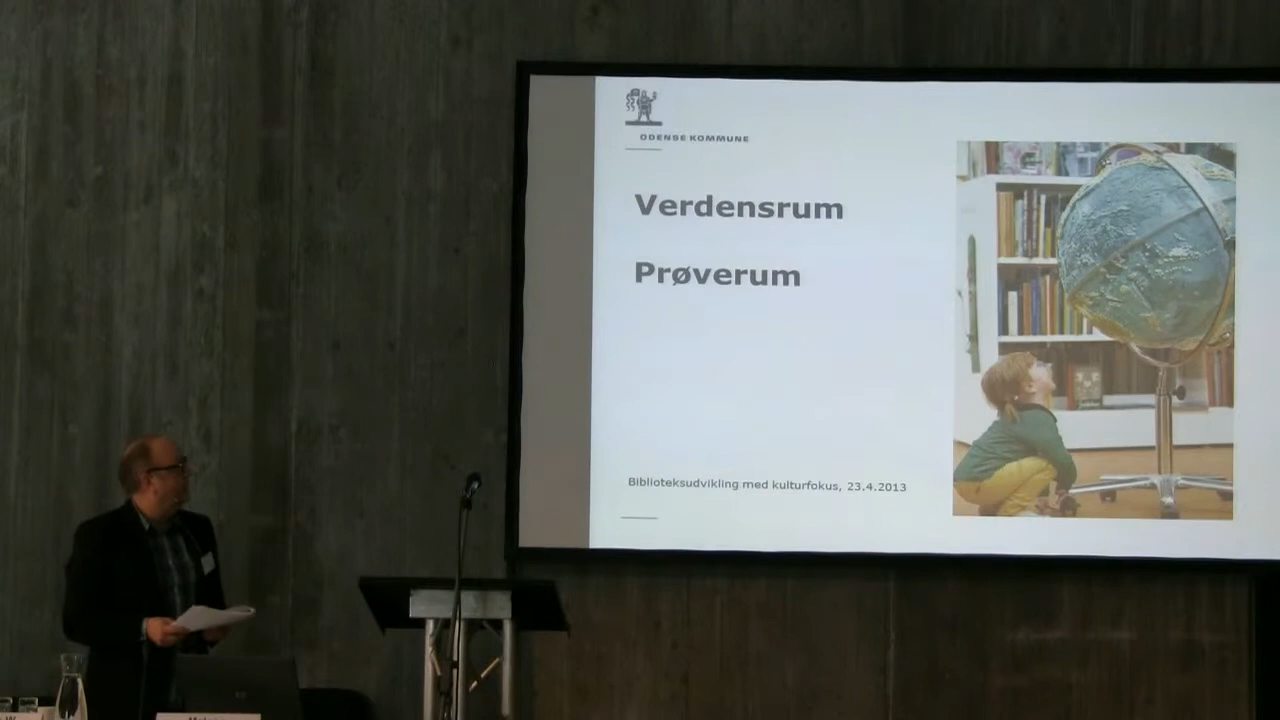 ODENSE KOMMUNE
Verdensrum
Prøverum
Biblioteksudvikling med kulturfokus, 23.4.2013